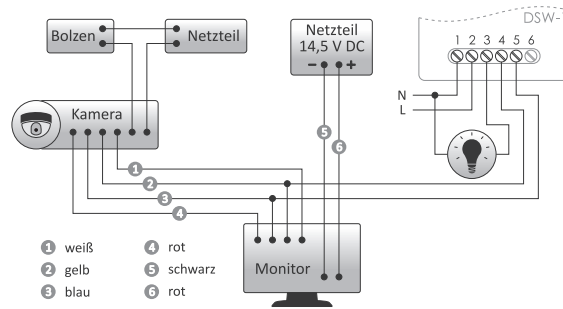 DSW-
Bolzen
Netzteil
Netzteil
14,5 V DC
− +
1 2 3 4 5 6
N
L
Kamera
1
2
3
4
5
6
Monitor
1 weiß
2 gelb
3 blau
4 rot
5 schwarz
6 rot